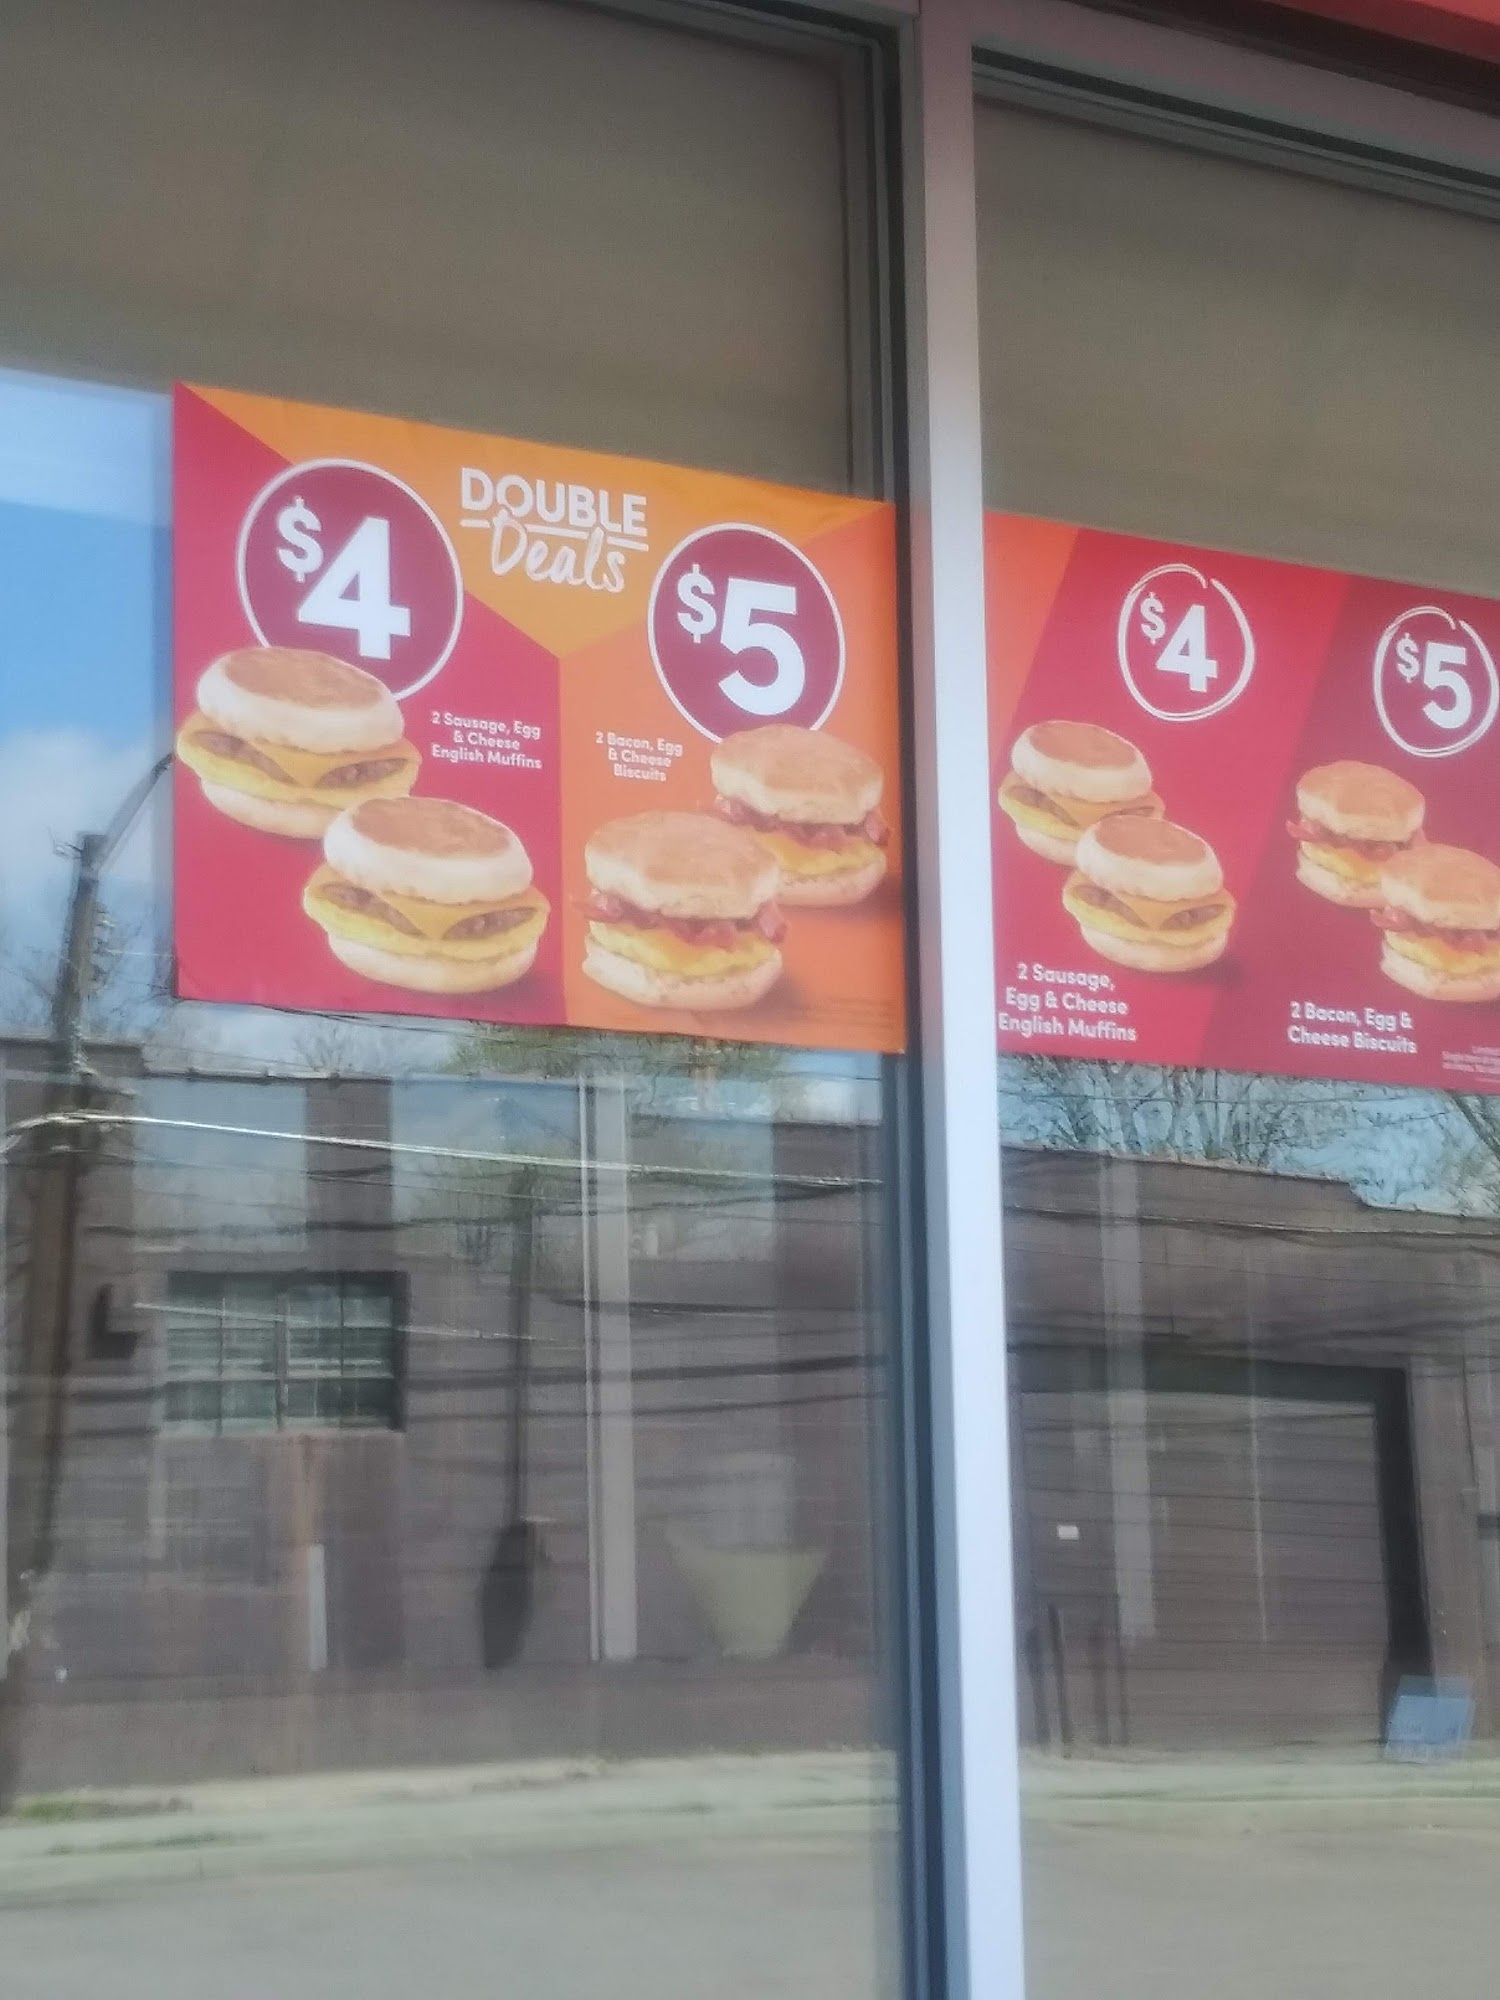 DOUBLE
Deals
$4
2 Sausage, Egg
& Cheese
English Muffins
$5
2 Bacon, Egg
& Cheese
Biscuits
$4
2 Sausage,
Egg & Cheese
English Muffins
$5
2 Bacon, Egg &
Cheese Biscuits